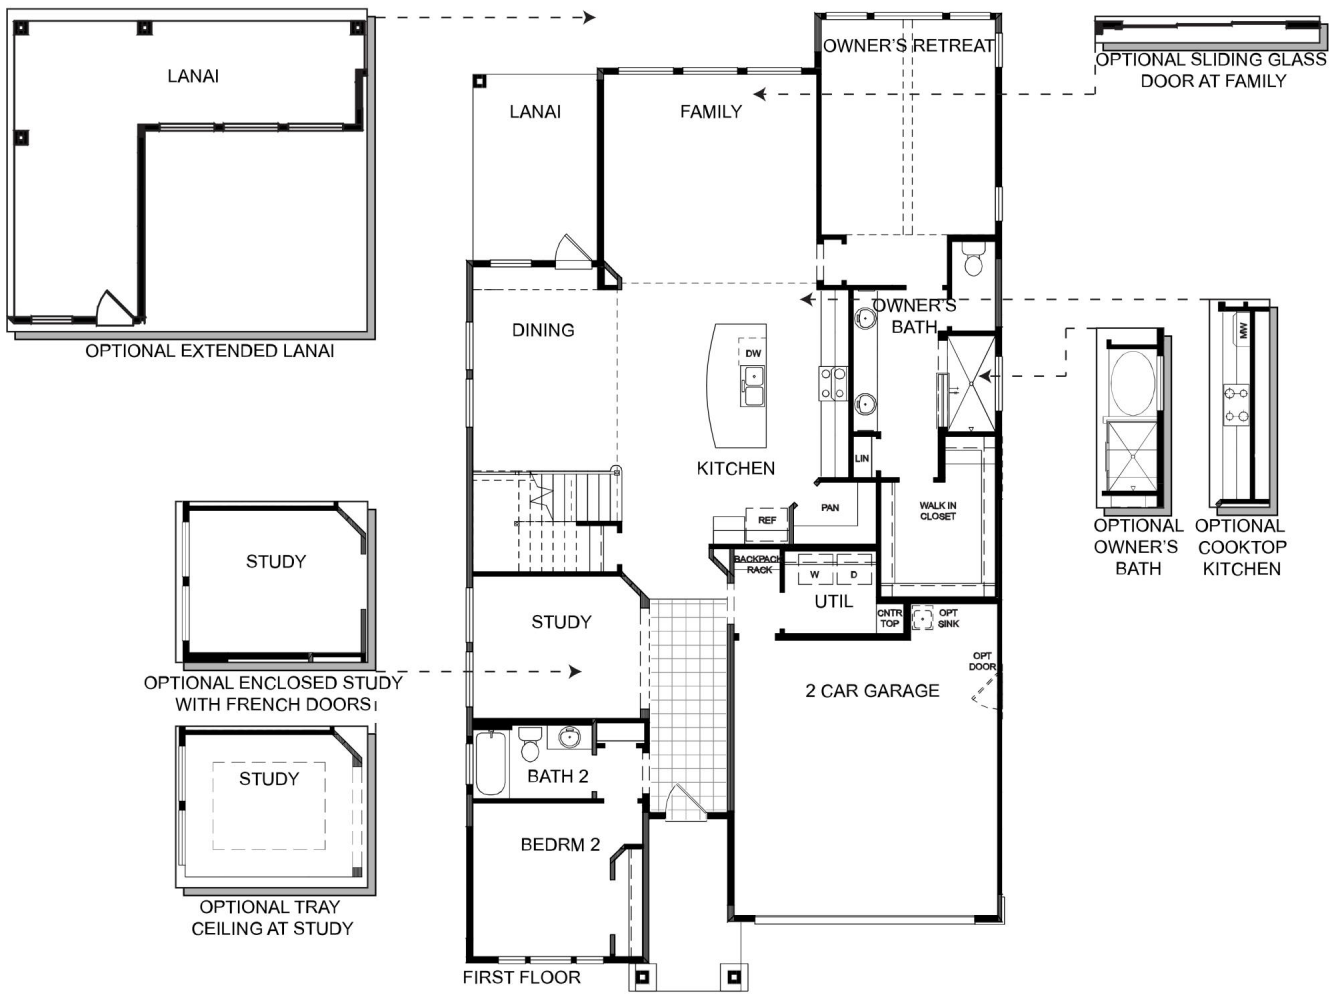 LANAI
OPTIONAL EXTENDED LANAI
LANAI
FAMILY
OWNER'S RETREAT
OPTIONAL SLIDING GLASS
DOOR AT FAMILY
DINING
OWNER'S
BATH
DW
MW
KITCHEN
LIN
PAN
REF
WALK IN
CLOSET
OPTIONAL
OWNER'S
BATH
OPTIONAL
COOKTOP
KITCHEN
STUDY
OPTIONAL ENCLOSED STUDY
WITH FRENCH DOORS
STUDY
OPTIONAL TRAY
CEILING AT STUDY
STUDY
BACKPACK
RACK
W
D
UTIL
CNTR
TOP
OPT
SINK
OPT
DOOR
2 CAR GARAGE
BATH 2
BEDRM 2
FIRST FLOOR